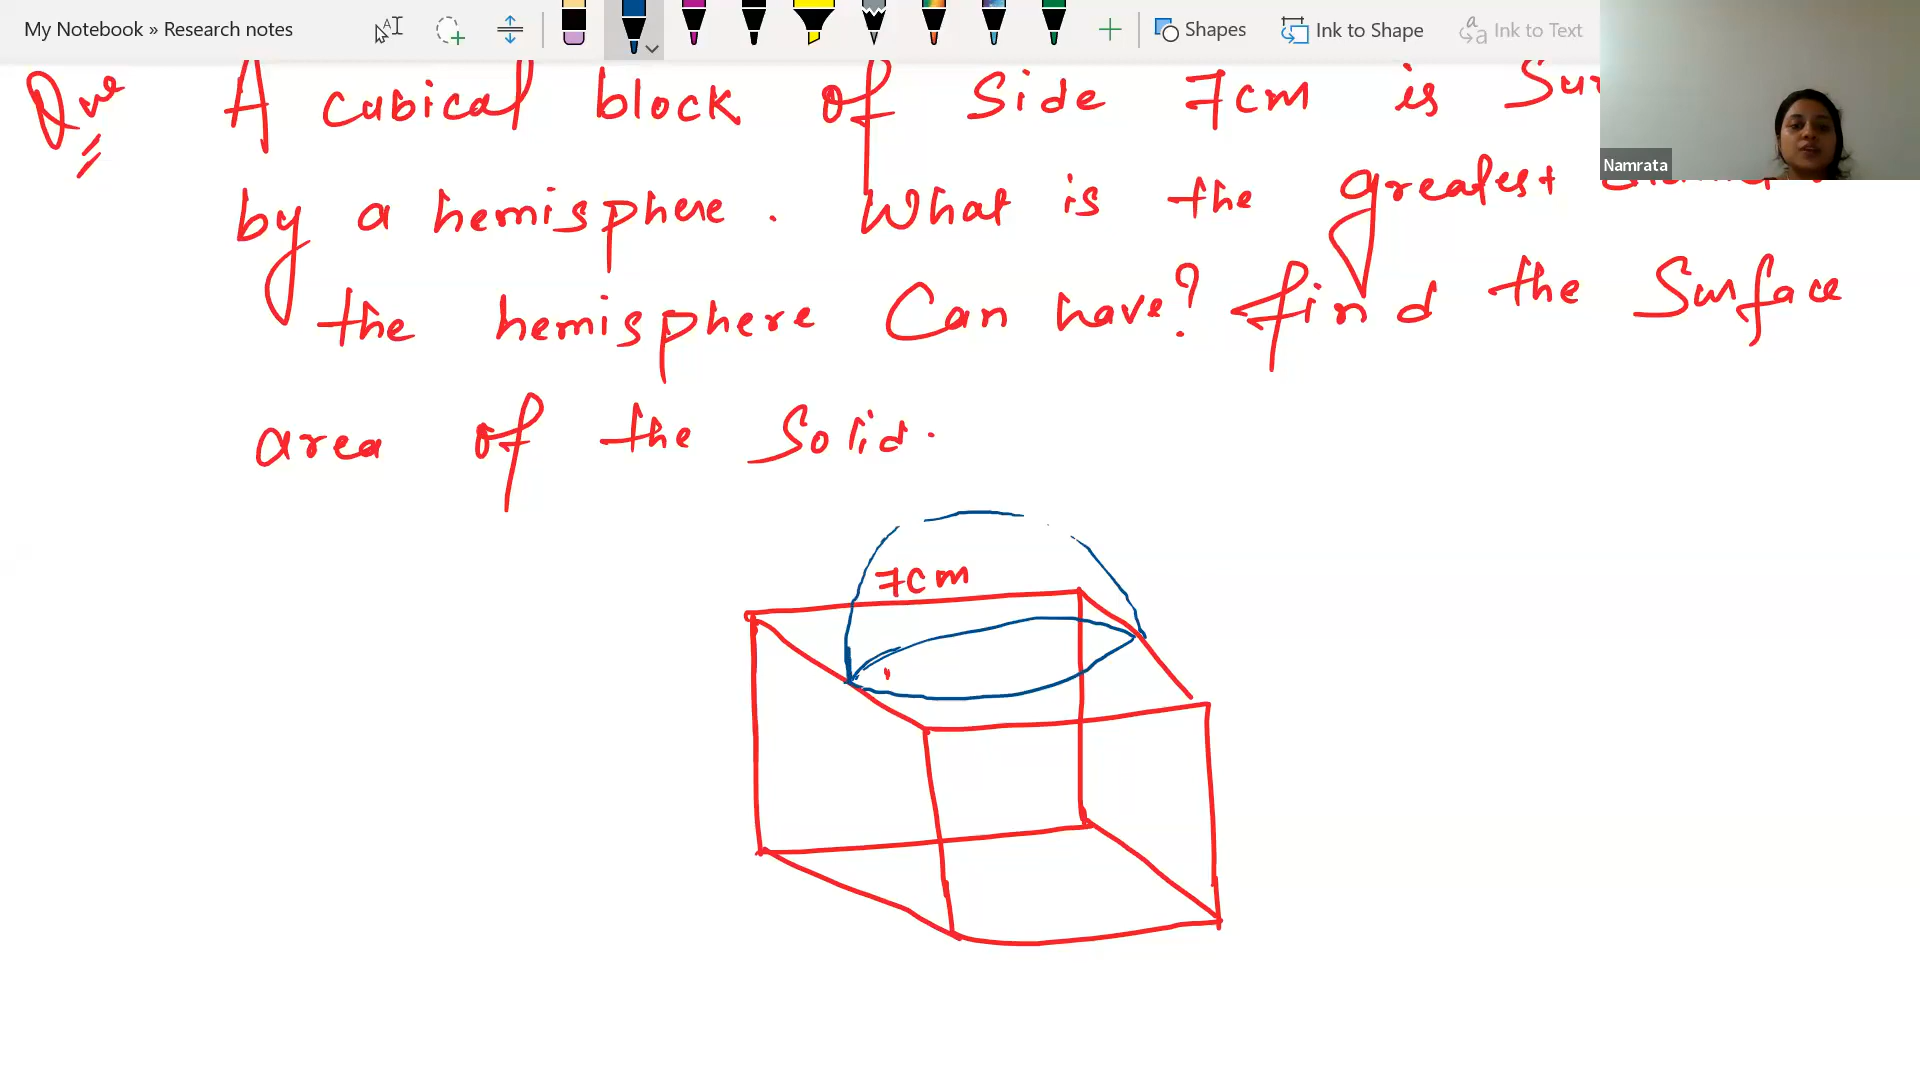 My Notebook » Research notes
Shapes
Ink to Shape
Ink to Text
Namrata
Que A cubical block of side 7cm is
by a hemisphere. What is the greatest
the hemisphere Can have? find the Surface
area of the Solid.
7cm